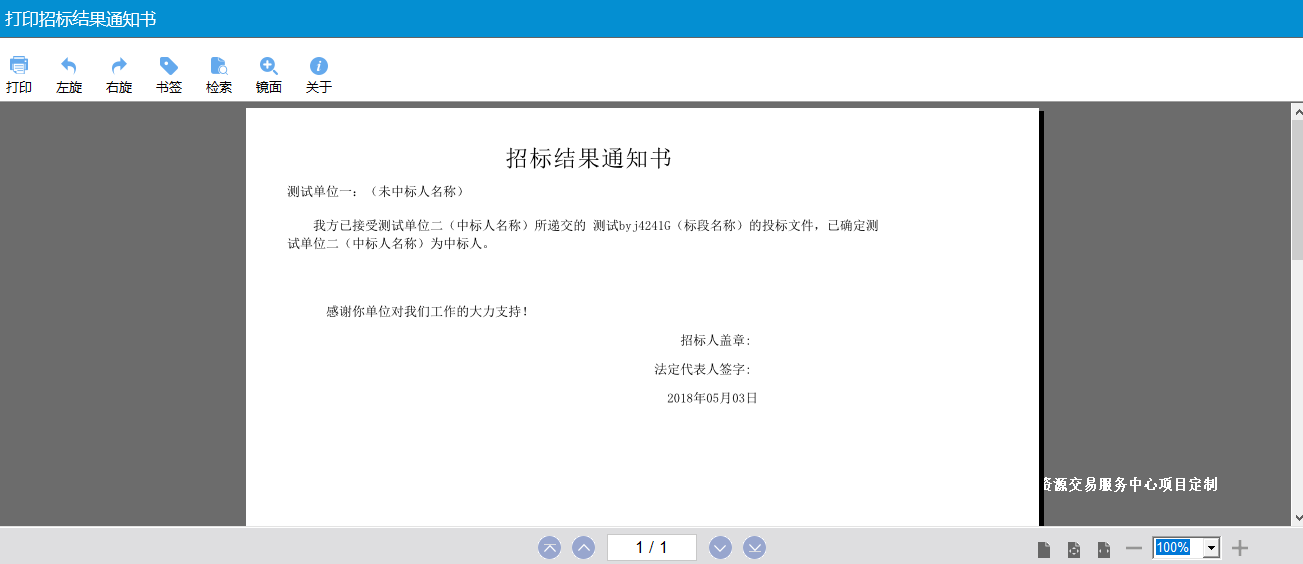 打印招标结果通知书
打印 左旋 右旋 书签 检索 镜面 关于
招标结果通知书
测试单位一：（未中标人名称）
我方已接受测试单位二（中标人名称）所递交的 测试byj424lG（标段名称）的投标文件，已确定测
试单位二（中标人名称）为中标人。
感谢你单位对我们工作的大力支持！
招标人盖章：
法定代表人签字：
2018年05月03日
资源交易服务中心项目定制
1 / 1
100%